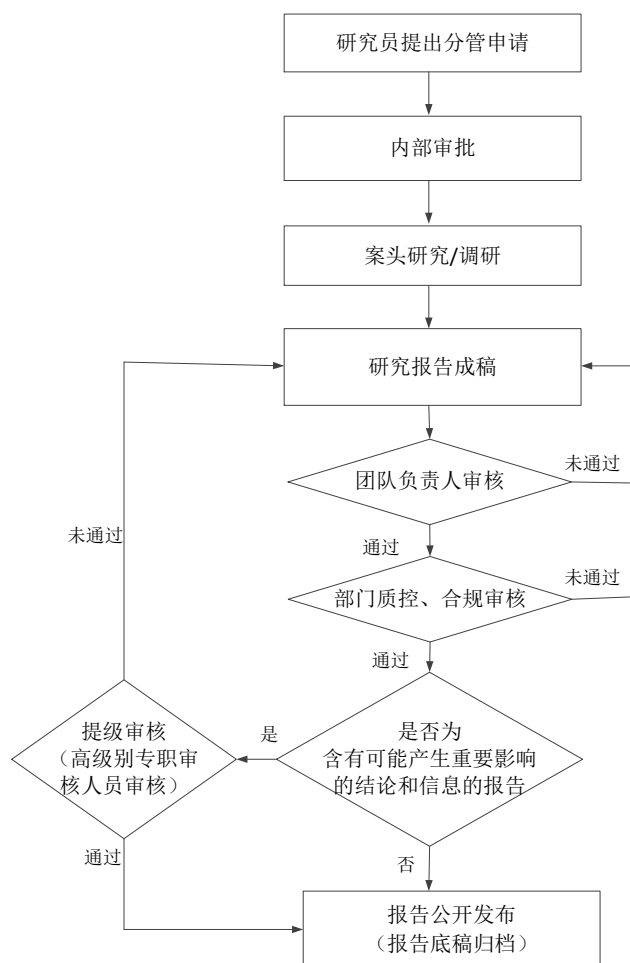 研究员提出分管申请
内部审批
案头研究/调研
研究报告成稿
团队负责人审核
未通过
未通过
通过
部门质控、合规审核
未通过
通过
提级审核
（高级别专职审
核人员审核）
是
是否为
含有可能产生重要影响
的结论和信息的报告
通过
否
报告公开发布
（报告底稿归档）